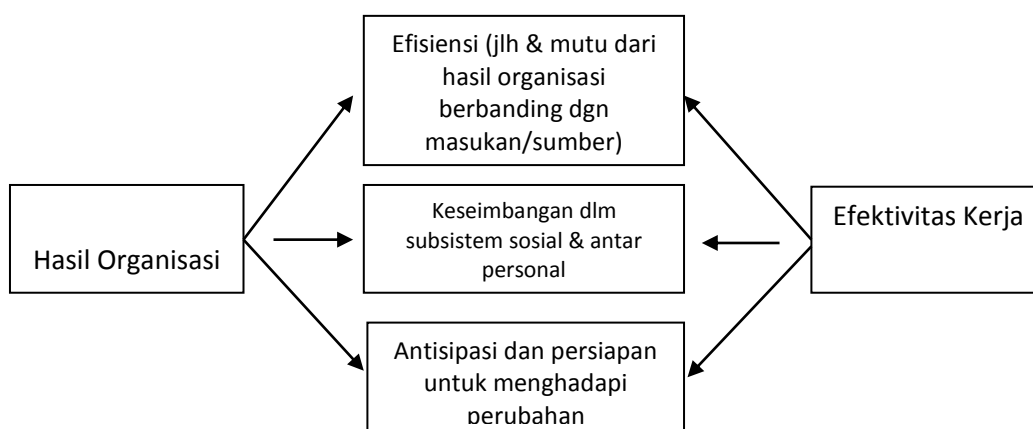 Efisiensi (jlh & mutu dari
hasil organisasi
berbanding dgn
masukan/sumber)
Hasil Organisasi
Keseimbangan dlm
subsistem sosial & antar
personal
Efektivitas Kerja
Antisipasi dan persiapan
untuk menghadapi
perubahan